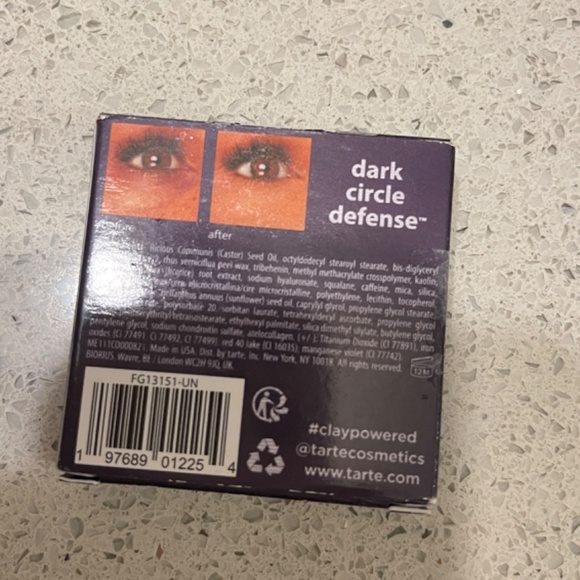 dark
circle
defense™
after
Ricinus Communis (Castor) Seed Oil, octyldodecyl stearoyl stearate, bis-diglyceryl
rhus verniciflua peel wax, tribehenin, methyl methacrylate crosspolymer, kaolin,
(licorice) root extract, sodium hyaluronate, squalane, caffeine, mica, silica,
microcristallina/cire microcristalline, polyethylene, lecithin, tocopherol
annuus (sunflower) seed oil, caprylyl glycol, propylene glycol stearate,
polysorbate 20, sorbitan laurate, tetrahexyldecyl ascorbate, propylene glycol
ethylhexyl palmitate, silica dimethyl silylate, butylene glycol,
pentylene glycol, sodium chondroitin sulfate, atelocollagen. (+/-): Titanium Dioxide (CI 77891), iron
oxides (CI 77491, CI 77492, CI 77499), red 40 lake (CI 16035), manganese violet (CI 77742).
ME111CD00082). Made in USA. Dist. by tarte, inc. New York, NY 10018 All rights reserved.
BIORIUS. Wavre, BE / London WC2H 9JQ, UK.
12M
FG13151-UN
1 97689 01225 4
#claypowered
@tartecosmetics
www.tarte.com